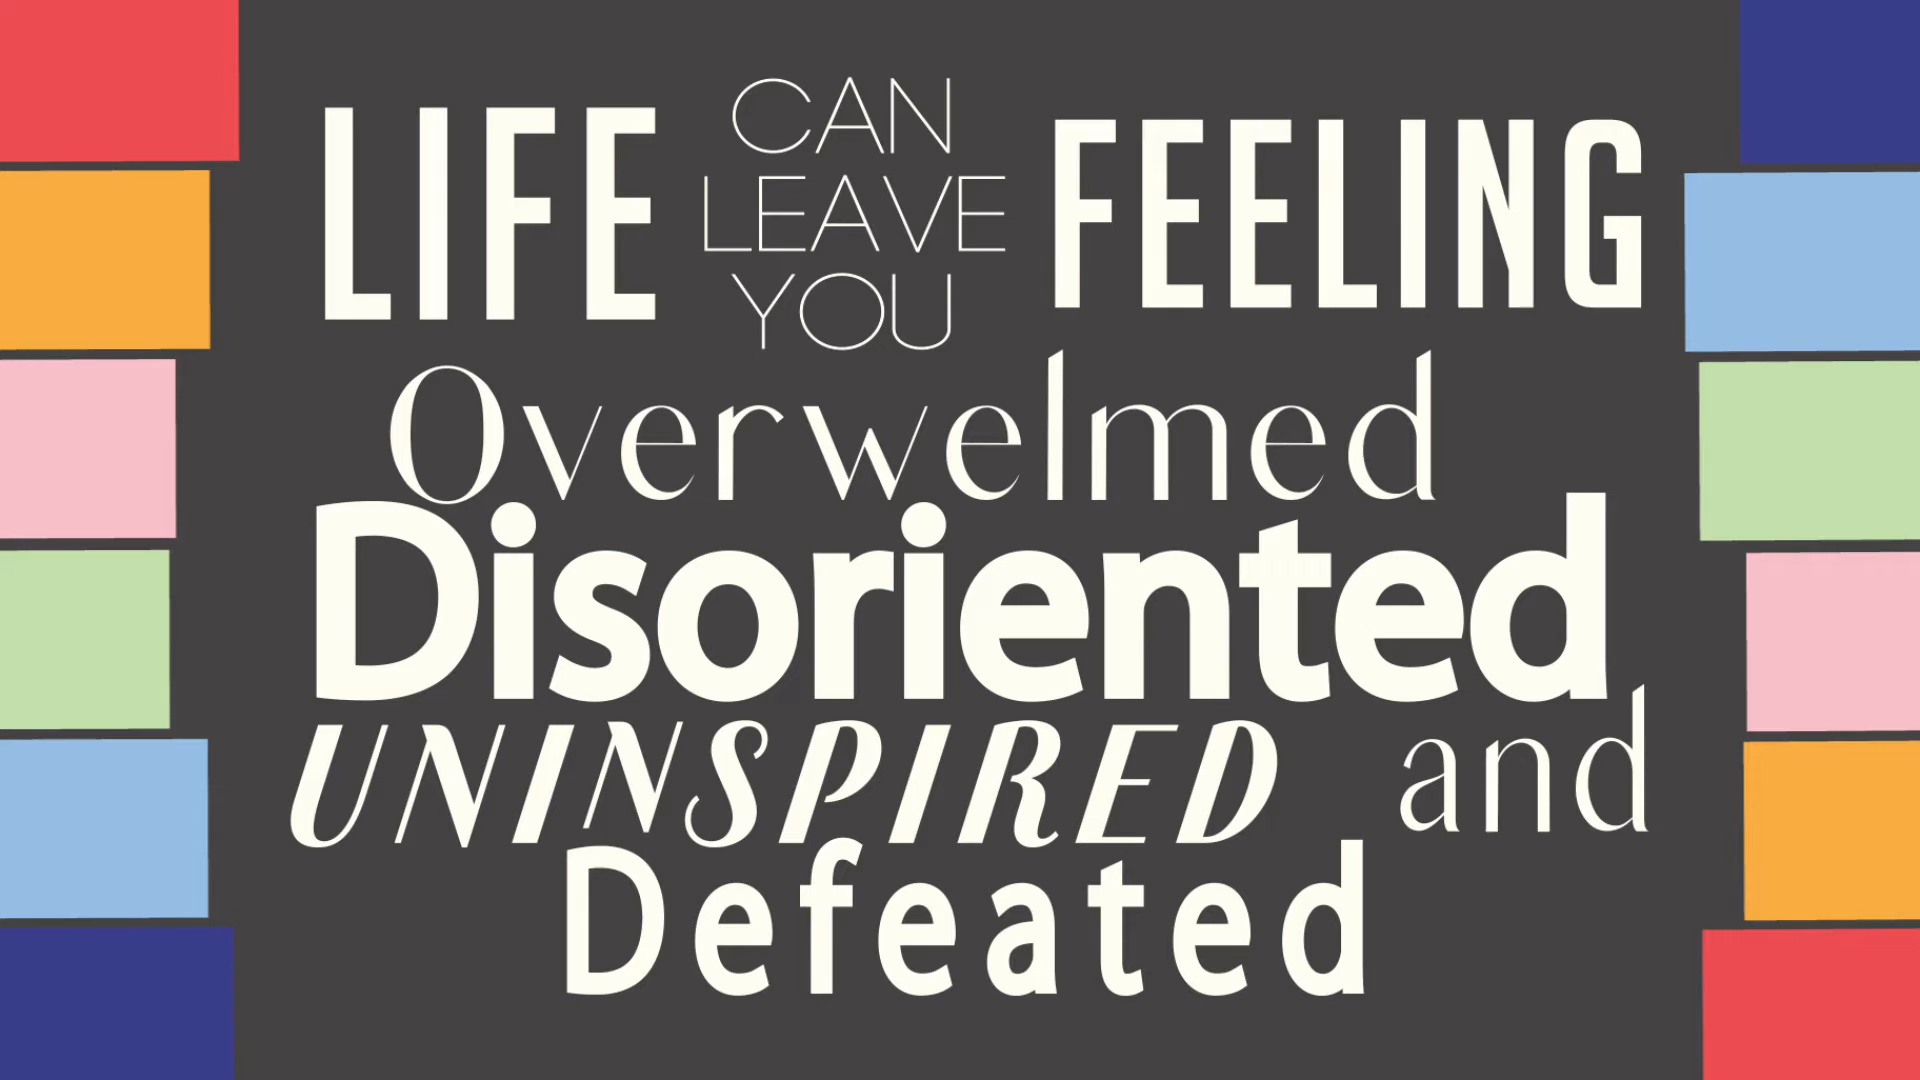 LIFE CAN LEAVE YOU FEELING
Overwelmed
Disoriented
UNINSPIRED and
Defeated